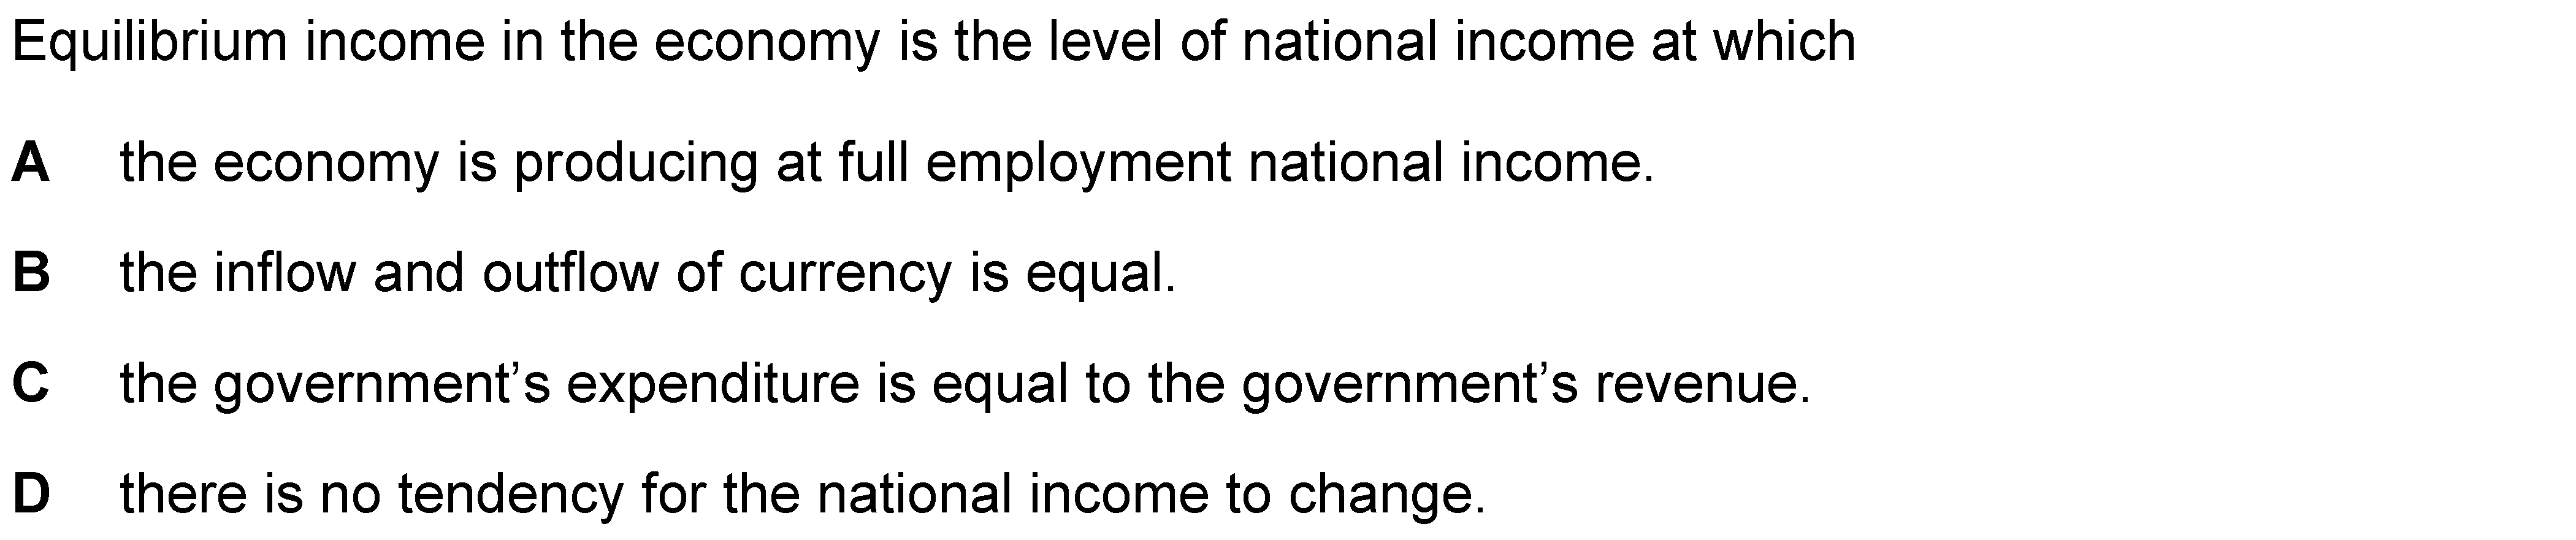 Equilibrium income in the economy is the level of national income at which
A the economy is producing at full employment national income.
B the inflow and outflow of currency is equal.
C the government’s expenditure is equal to the government’s revenue.
D there is no tendency for the national income to change.